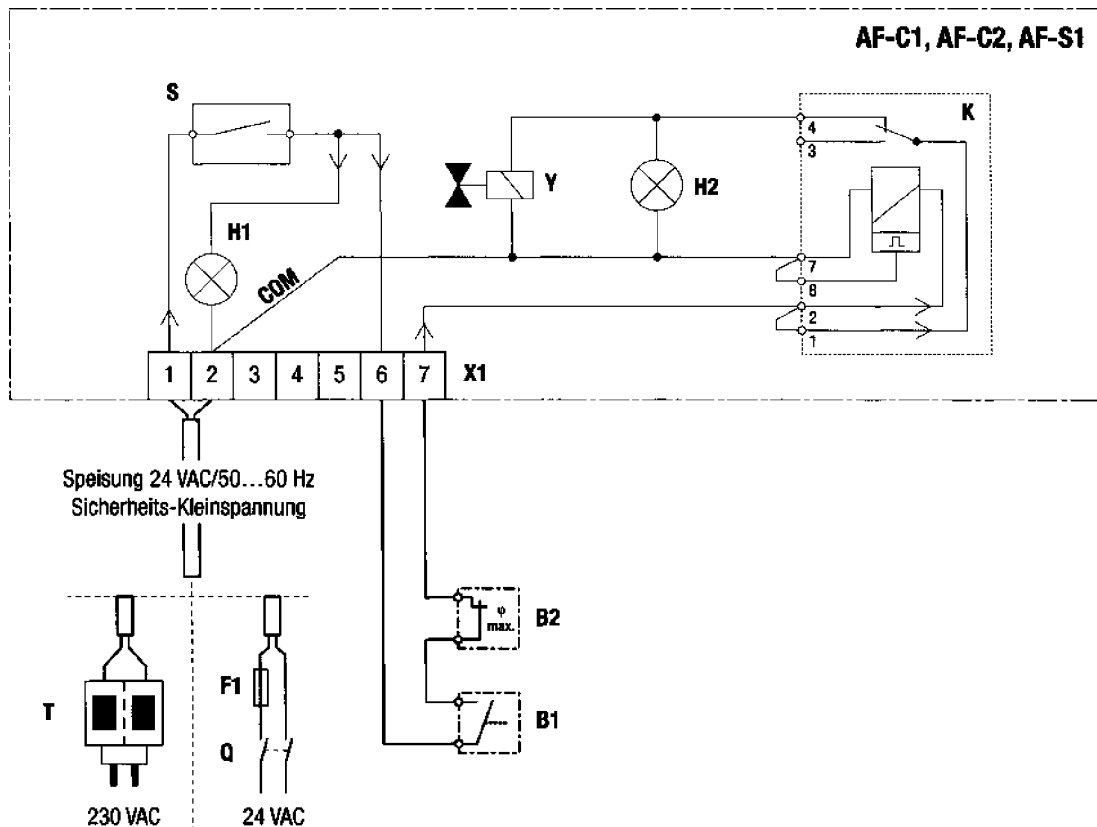 AF-C1, AF-C2, AF-S1
S
K
4
3
Y
H2
H1
COM
7
8
2
1
1 2 3 4 5 6 7 X1
Speisung 24 VAC/50...60 Hz
Sicherheits-Kleinspannung
φ
max.
B2
F1
T
B1
Q
230 VAC
24 VAC